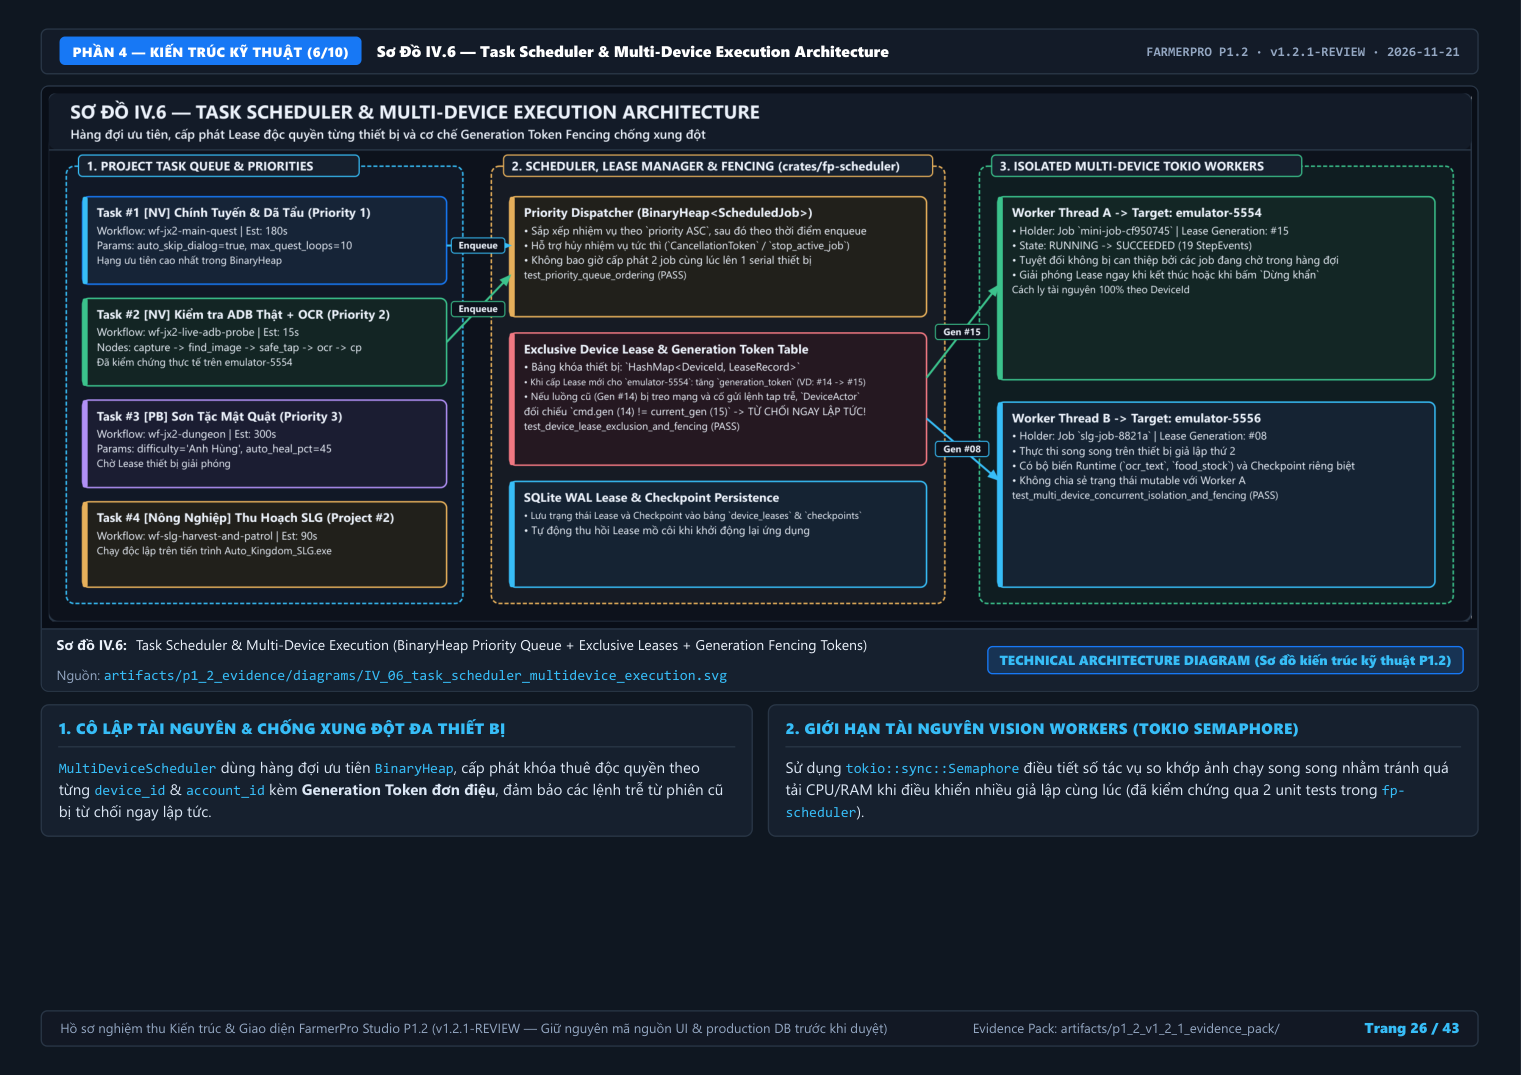 PHẦN 4 — KIẾN TRÚC KỸ THUẬT (6/10)
Sơ Đồ IV.6 — Task Scheduler & Multi-Device Execution Architecture
FARMERPRO P1.2 · v1.2.1-REVIEW · 2026-11-21
SƠ ĐỒ IV.6 — TASK SCHEDULER & MULTI-DEVICE EXECUTION ARCHITECTURE
Hàng đợi ưu tiên, cấp phát Lease độc quyền từng thiết bị và cơ chế Generation Token Fencing chống xung đột
1. PROJECT TASK QUEUE & PRIORITIES
Task #1 [NV] Chính Tuyến & Dã Tẩu (Priority 1)
Workflow: wf-jx2-main-quest | Est: 180s
Params: auto_skip_dialog=true, max_quest_loops=10
Hạng ưu tiên cao nhất trong BinaryHeap
Task #2 [NV] Kiểm tra ADB Thật + OCR (Priority 2)
Workflow: wf-jx2-live-adb-probe | Est: 15s
Nodes: capture -> find_image -> safe_tap -> ocr -> cp
Đã kiểm chứng thực tế trên emulator-5554
Task #3 [PB] Sơn Tặc Mật Quật (Priority 3)
Workflow: wf-jx2-dungeon | Est: 300s
Params: difficulty='Anh Hùng', auto_heal_pct=45
Chờ Lease thiết bị giải phóng
Task #4 [Nông Nghiệp] Thu Hoạch SLG (Project #2)
Workflow: wf-slg-harvest-and-patrol | Est: 90s
Chạy độc lập trên tiến trình Auto_Kingdom_SLG.exe
Enqueue
Enqueue
2. SCHEDULER, LEASE MANAGER & FENCING (crates/fp-scheduler)
Priority Dispatcher (BinaryHeap<ScheduledJob>)
• Sắp xếp nhiệm vụ theo `priority ASC`, sau đó theo thời điểm enqueue
• Hỗ trợ hủy nhiệm vụ tức thì (`CancellationToken` / `stop_active_job`)
• Không bao giờ cấp phát 2 job cùng lúc lên 1 serial thiết bị
test_priority_queue_ordering (PASS)
Exclusive Device Lease & Generation Token Table
• Bảng khóa thiết bị: `HashMap<DeviceId, LeaseRecord>`
• Khi cấp Lease mới cho `emulator-5554`: tăng `generation_token` (VD: #14 -> #15)
• Nếu luồng cũ (Gen #14) bị treo mạng và cố gửi lệnh tap trễ, `DeviceActor`
đối chiếu `cmd.gen (14) != current_gen (15)` -> TỪ CHỐI NGAY LẬP TỨC!
test_device_lease_exclusion_and_fencing (PASS)
SQLite WAL Lease & Checkpoint Persistence
• Lưu trạng thái Lease và Checkpoint vào bảng `device_leases` & `checkpoints`
• Tự động thu hồi Lease mồ côi khi khởi động lại ứng dụng
Gen #15
Gen #08
3. ISOLATED MULTI-DEVICE TOKIO WORKERS
Worker Thread A -> Target: emulator-5554
• Holder: Job `mini-job-cf950745` | Lease Generation: #15
• State: RUNNING -> SUCCEEDED (19 StepEvents)
• Tuyệt đối không bị can thiệp bởi các job đang chờ trong hàng đợi
• Giải phóng Lease ngay khi kết thúc hoặc khi bấm `Dừng khẩn`
Cách ly tài nguyên 100% theo DeviceId
Worker Thread B -> Target: emulator-5556
• Holder: Job `slg-job-8821a` | Lease Generation: #08
• Thực thi song song trên thiết bị giả lập thứ 2
• Có bộ biến Runtime (`ocr_text`, `food_stock`) và Checkpoint riêng biệt
• Không chia sẻ trạng thái mutable với Worker A
test_multi_device_concurrent_isolation_and_fencing (PASS)
Sơ đồ IV.6: Task Scheduler & Multi-Device Execution (BinaryHeap Priority Queue + Exclusive Leases + Generation Fencing Tokens)
Nguồn: artifacts/p1_2_evidence/diagrams/IV_06_task_scheduler_multidevice_execution.svg
TECHNICAL ARCHITECTURE DIAGRAM (Sơ đồ kiến trúc kỹ thuật P1.2)
1. CÔ LẬP TÀI NGUYÊN & CHỐNG XUNG ĐỘT ĐA THIẾT BỊ
MultiDeviceScheduler dùng hàng đợi ưu tiên BinaryHeap, cấp phát khóa thuê độc quyền theo
từng device_id & account_id kèm Generation Token đơn điệu, đảm bảo các lệnh trễ từ phiên cũ
bị từ chối ngay lập tức.
2. GIỚI HẠN TÀI NGUYÊN VISION WORKERS (TOKIO SEMAPHORE)
Sử dụng tokio::sync::Semaphore điều tiết số tác vụ so khớp ảnh chạy song song nhằm tránh quá
tải CPU/RAM khi điều khiển nhiều giả lập cùng lúc (đã kiểm chứng qua 2 unit tests trong fp-
scheduler).
Hồ sơ nghiệm thu Kiến trúc & Giao diện FarmerPro Studio P1.2 (v1.2.1-REVIEW — Giữ nguyên mã nguồn UI & production DB trước khi duyệt)
Evidence Pack: artifacts/p1_2_v1_2_1_evidence_pack/
Trang 26 / 43